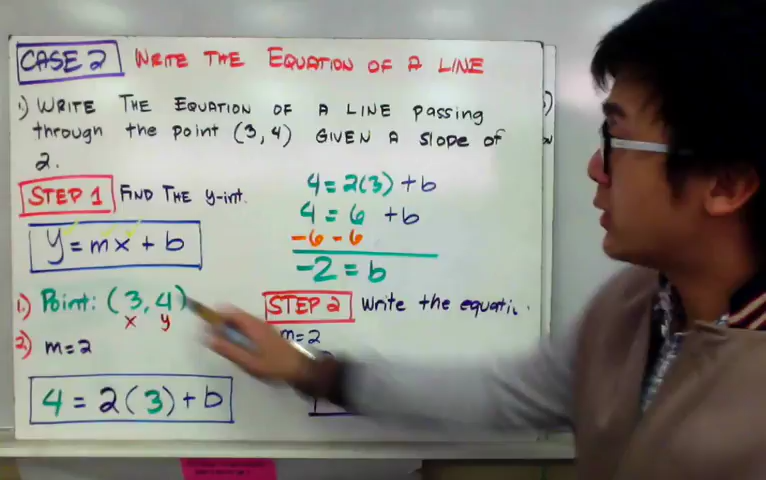 CASE 2 WRITE THE EQUATION OF A LINE
1.) WRITE THE EQUATION OF A LINE passing
through the point (3,4) GIVEN A slope of
2.
STEP 1 FIND THE y-int.
y = mx + b
1.) Point: (3, 4)
x y
2) m = 2
4 = 2(3) + b
4 = 2(3) + b
4 = 6 + b
-6 -6
-2 = b
STEP 2 Write the
m = 2